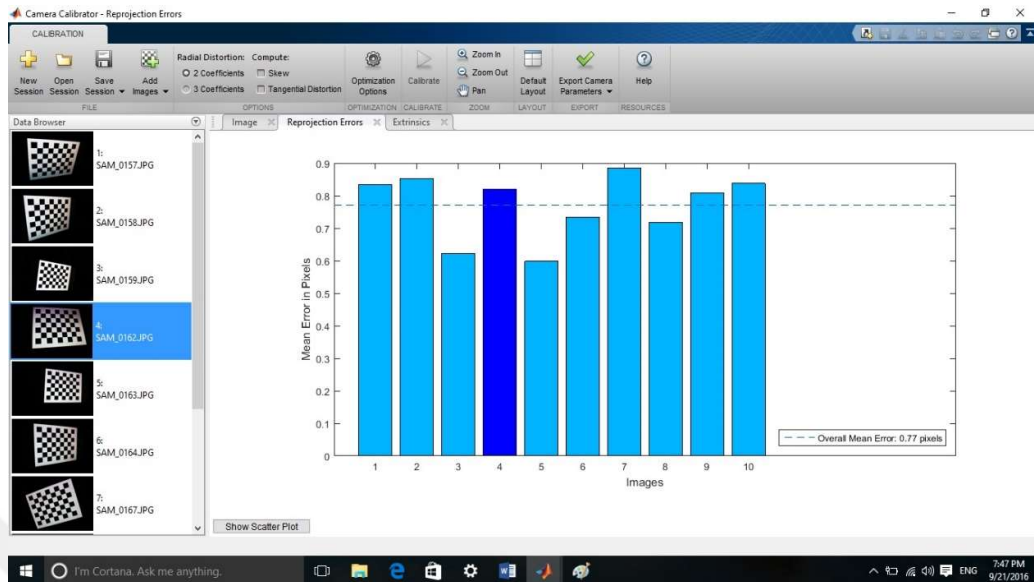 Camera Calibrator - Reprojection Errors
CALIBRATION
New Session
Open Session
Save Session
Add Images
FILE
Radial Distortion: Compute:
2 Coefficients Skew
3 Coefficients Tangential Distortion
OPTIONS
Optimization Options
OPTIMIZATION
Calibrate
CALIBRATE
Zoom In
Zoom Out
Pan
ZOOM
Default Layout
LAYOUT
Export Camera Parameters
EXPORT
Help
RESOURCES
Data Browser
Image Reprojection Errors Extrinsics
1:
SAM_0157.JPG
2:
SAM_0158.JPG
3:
SAM_0159.JPG
4:
SAM_0162.JPG
5:
SAM_0163.JPG
6:
SAM_0164.JPG
7:
SAM_0167.JPG
Mean Error in Pixels
0.9
0.8
0.7
0.6
0.5
0.4
0.3
0.2
0.1
0
1 2 3 4 5 6 7 8 9 10
Images
Overall Mean Error: 0.77 pixels
Show Scatter Plot
I'm Cortana. Ask me anything.
ENG
7:47 PM
9/21/2016